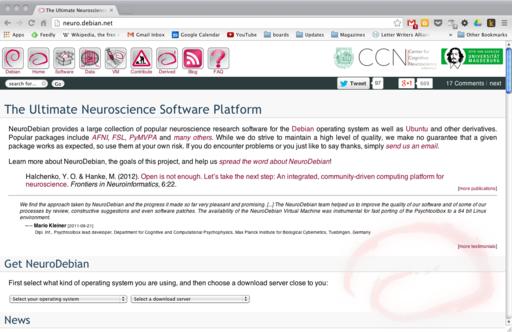 The Ultimate Neuroscience
neuro.debian.net
Apps Feedly Wikipedia, the free Gmail Google Calendar YouTube boards Updates Letter Writers Allian Other Bookmarks
Debian Home Software Data VM Contribute Derived Blog FAQ
CCN Center for Cognitive Neuroscience
OTTO VON GUERICKE UNIVERSITÄT MAGDEBURG
search for... Go
Tweet 97 +1 669 17 Comments | next
The Ultimate Neuroscience Software Platform
NeuroDebian provides a large collection of popular neuroscience research software for the Debian operating system as well as Ubuntu and other derivatives.
Popular packages include AFNI, FSL, PyMVPA and many others. While we do strive to maintain a high level of quality, we make no guarantee that a given
package works as expected, so use them at your own risk. If you do encounter problems or you just like to say thanks, simply send us an email.
Learn more about NeuroDebian, the goals of this project, and help us spread the word about NeuroDebian!
Halchenko, Y. O. & Hanke, M. (2012). Open is not enough. Let's take the next step: An integrated, community-driven computing platform for
neuroscience. Frontiers in Neuroinformatics, 6:22.
[more publications]
We find the approach taken by NeuroDebian and the progress it made so far very pleasant and promising. [...] The NeuroDebian team helped us to improve the quality of our software and of some of our
processes by review, constructive suggestions and even software patches. The availability of the NeuroDebian Virtual Machine was instrumental for fast porting of the Psychtoolbox to a 64 bit Linux
environment.
—— Mario Kleiner (2011-08-21)
Dipl. Inf., Psychtoolbox lead developer, Department for Cognitive and Computational Psychophysics, Max Planck Institute for Biological Cybernetics, Tuebingen, Germany
[more testimonials]
Get NeuroDebian
First select what kind of operating system you are using, and then choose a download server close to you:
Select your operating system Select a download server
News